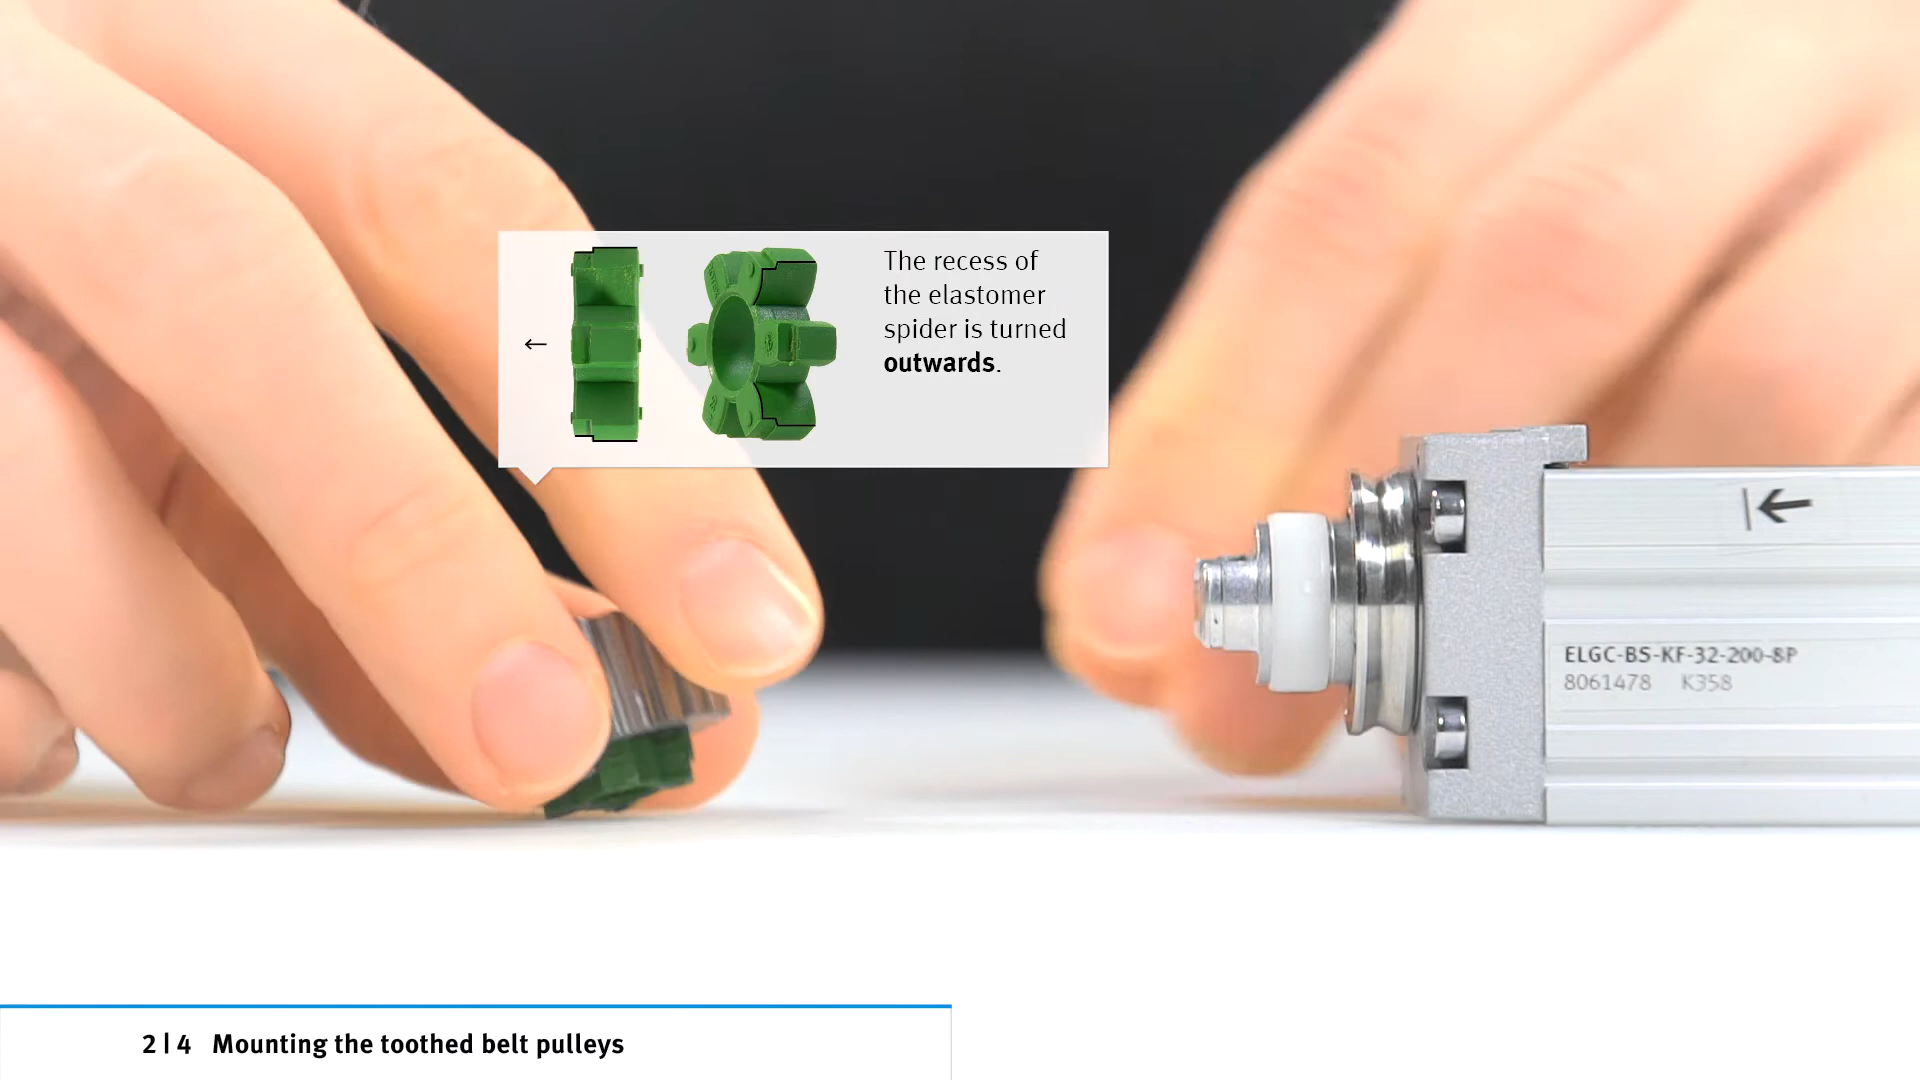 The recess of
the elastomer
spider is turned
outwards.
ELGC-BS-KF-32-200-8P
8061478 K358
2 | 4 Mounting the toothed belt pulleys